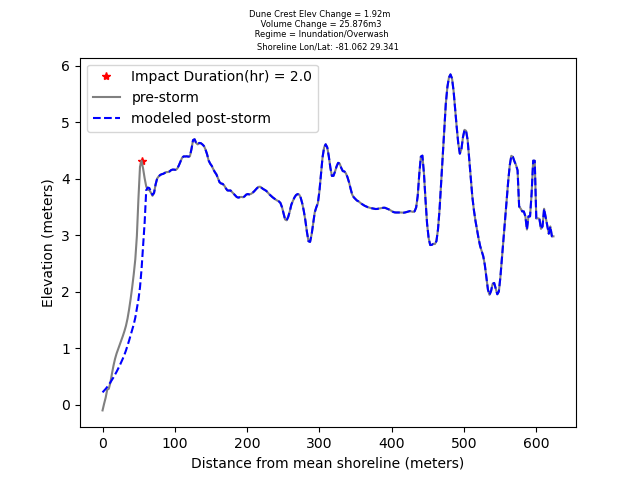 Dune Crest Elev Change = 1.92m
Volume Change = 25.876m3
Regime = Inundation/Overwash
Shoreline Lon/Lat: -81.062 29.341
Impact Duration(hr) = 2.0
pre-storm
modeled post-storm
6
5
4
3
2
1
0
Elevation (meters)
0 100 200 300 400 500 600
Distance from mean shoreline (meters)